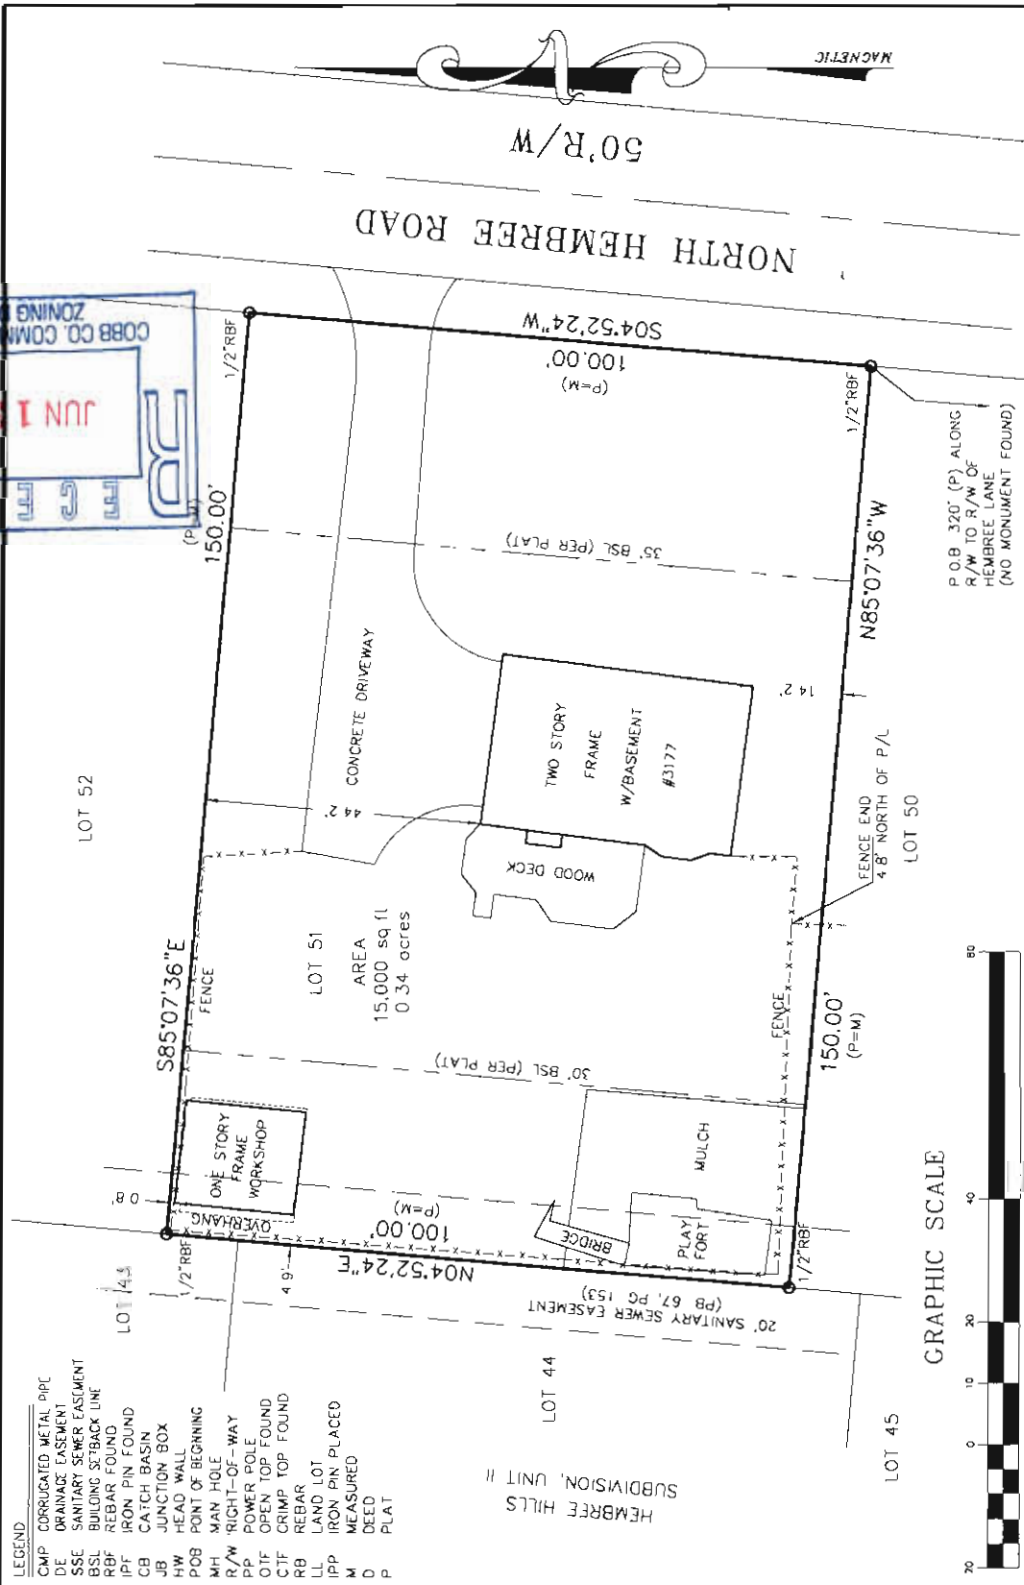 LEGEND
CMP CORRUGATED METAL PIPE
DE DRAINAGE EASEMENT
SSE SANITARY SEWER EASEMENT
BSL BUILDING SETBACK LINE
RBF REBAR FOUND
IPF IRON PIN FOUND
CB CATCH BASIN
JB JUNCTION BOX
HW HEAD WALL
POB POINT OF BEGINNING
MH MAN HOLE
R/W RIGHT-OF-WAY
PP POWER POLE
OTF OPEN TOP FOUND
CTF CRIMP TOP FOUND
RB REBAR
LL LAND LOT
IPP IRON PIN PLACED
M MEASURED
D DEED
P PLAT
MAGNETIC
50'R/W
NORTH HEMBREE ROAD
COBB CO.
ZONING
JUN 1
1/2"RBF
S04°52'24"W
100.00'
(P=M)
1/2"RBF
P O.B 320' (P) ALONG
R/W TO R/W OF
HEMBREE LANE
(NO MONUMENT FOUND)
150.00'
35' BSL (PER PLAT)
N85°07'36"W
CONCRETE DRIVEWAY
TWO STORY
FRAME
W/BASEMENT
#3177
14 2'
44 2'
LOT 52
WOOD DECK
FENCE END
4 8' NORTH OF P/L
LOT 50
S85°07'36"E
FENCE
LOT 51
AREA
15,000 sq ft
0 34 acres
FENCE
150.00'
(P=M)
30' BSL (PER PLAT)
ONE STORY
FRAME
WORKSHOP
OVERHANG
0 8'
MULCH
PLAY
FORT
BRIDGE
1/2"RBF
1/2"RBF
100.00'
(P=M)
N04°52'24"E
4 9'
20' SANITARY SEWER EASEMENT
(PB 67, PG 153)
LOT 43
LOT 44
LOT 45
HEMBREE HILLS
SUBDIVISION, UNIT II
GRAPHIC SCALE
20 0 10 20 40 80